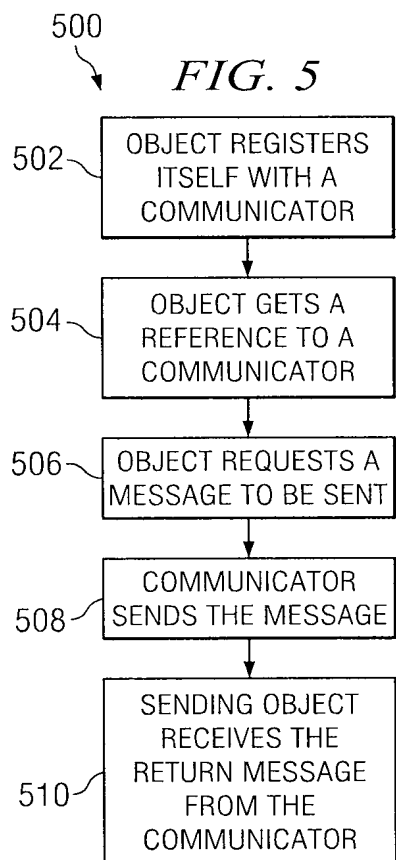 500
FIG. 5
502
OBJECT REGISTERS
ITSELF WITH A
COMMUNICATOR
504
OBJECT GETS A
REFERENCE TO A
COMMUNICATOR
506
OBJECT REQUESTS A
MESSAGE TO BE SENT
508
COMMUNICATOR
SENDS THE MESSAGE
510
SENDING OBJECT
RECEIVES THE
RETURN MESSAGE
FROM THE
COMMUNICATOR